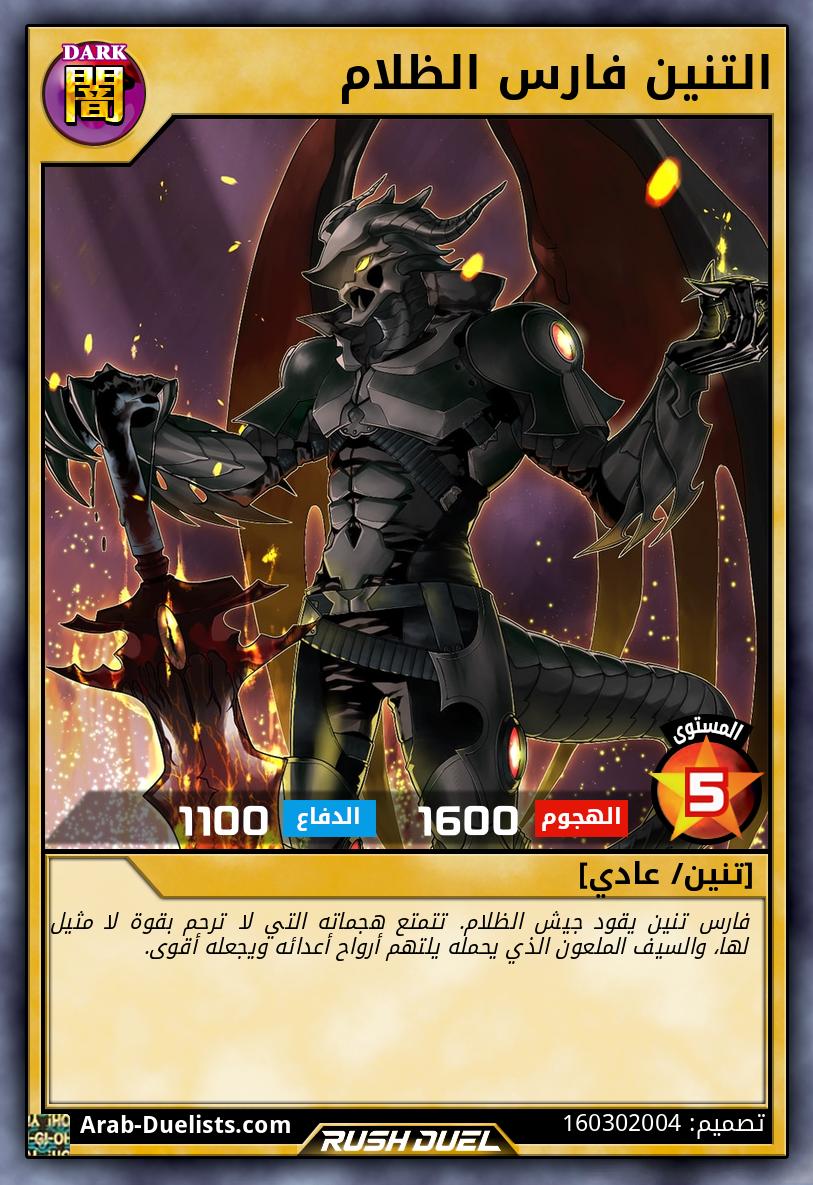 التنين فارس الظلام
DARK
闇
المستوى
5
الهجوم 1600 الدفاع 1100
[تنين/ عادي]
فارس تنين يقود جيش الظلام. تتمتع هجماته التي لا ترحم بقوة لا مثيل
لها، والسيف الملعون الذي يحمله يلتهم أرواح أعدائه ويجعله أقوى.
تصميم: 160302004
RUSH DUEL
Arab-Duelists.com